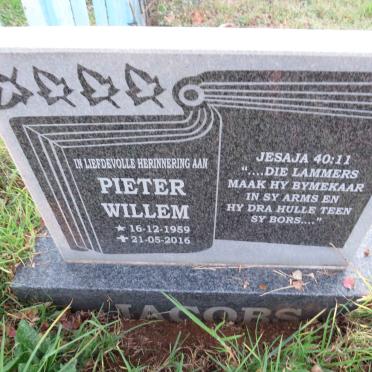 IN LIEFDEVOLLE HERINNERING AAN
PIETER
WILLEM
★ 16-12-1959
✝ 21-05-2016
JESAJA 40:11
"....DIE LAMMERS
MAAK HY BYMEKAAR
IN SY ARMS EN
HY DRA HULLE TEEN
SY BORS...."
JACOBS